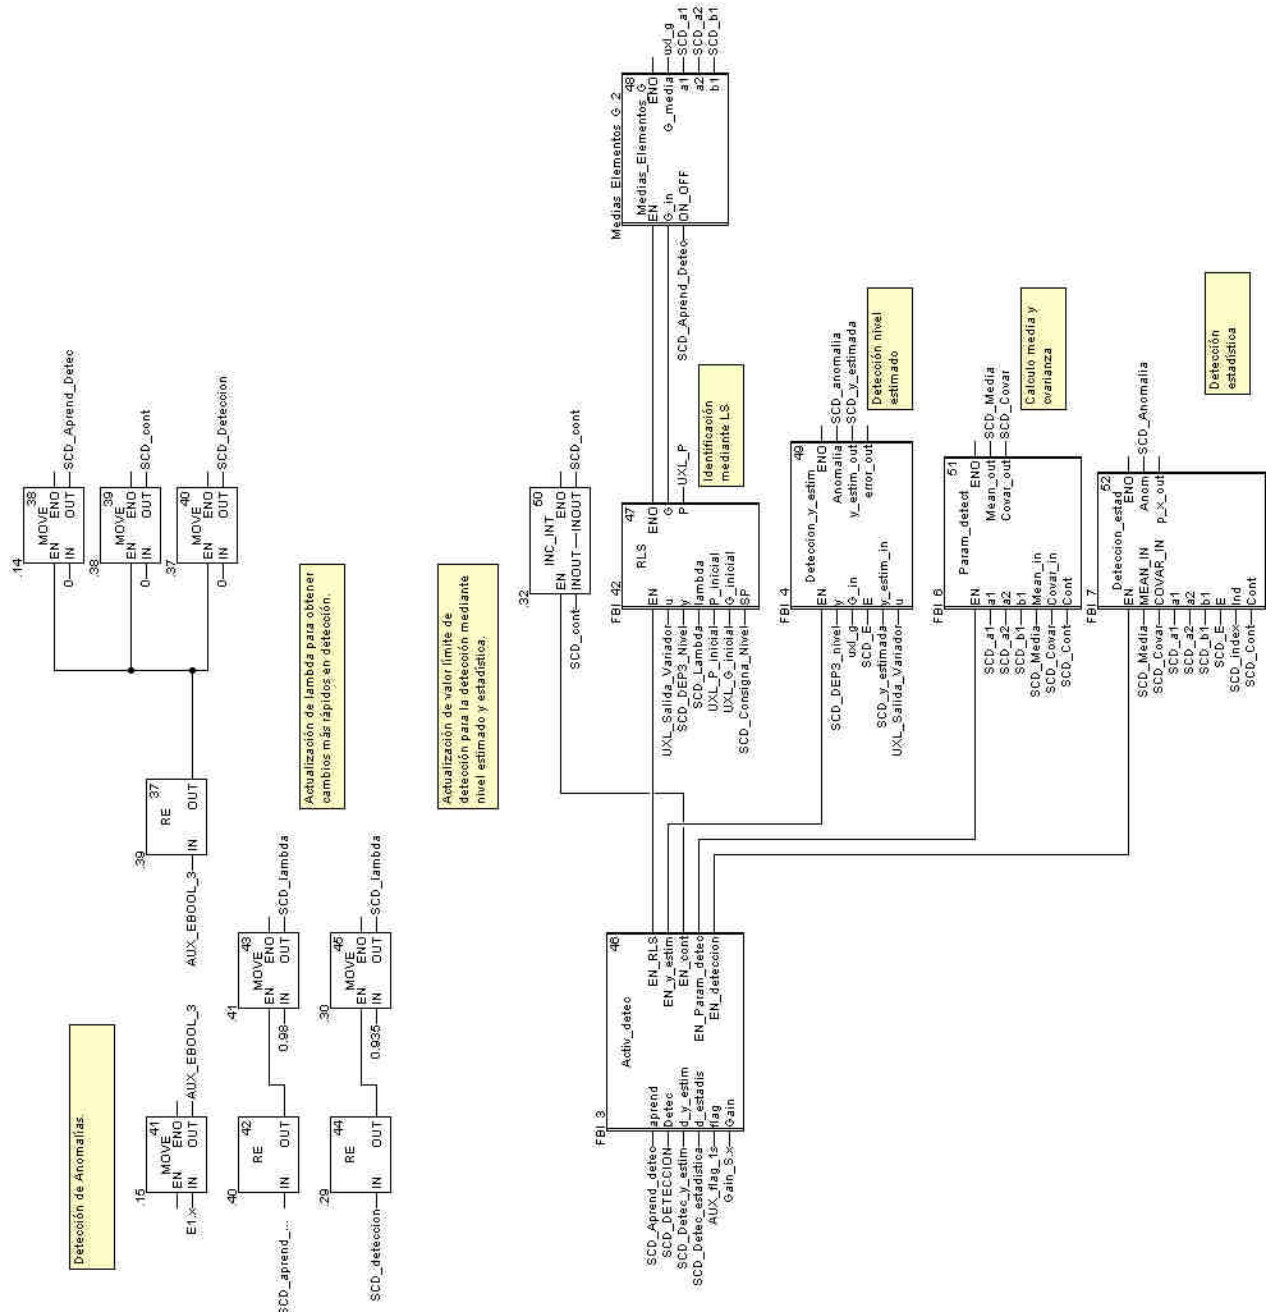 Detección de Anomalías.
.15
41
MOVE
EN
ENO
E1.x
IN
OUT
AUX_EBOOL_3
.39
37
RE
AUX_EBOOL_3
IN
OUT
.14
38
MOVE
EN
ENO
0
IN
OUT
SCD_Aprend_Detec
.38
39
MOVE
EN
ENO
0
IN
OUT
SCD_cont
.37
40
MOVE
EN
ENO
0
IN
OUT
SCD_Deteccion
.40
42
RE
SCD_aprend_...
IN
OUT
.41
43
MOVE
EN
ENO
0.98
IN
OUT
SCD_lambda
.29
44
RE
SCD_deteccion
IN
OUT
.30
45
MOVE
EN
ENO
0.935
IN
OUT
SCD_lambda
Actualización de lambda para obtener
cambios más rápidos en detección.
Actualización de valor límite de
detección para la detección mediante
nivel estimado y estadística.
FBI_3
46
Activ_detec
SCD_Aprend_detec
aprend
EN_RLS
SCD_DETECCION
Detec
EN_y_estim
SCD_Detec_y_estim
d_y_estim
EN_cont
SCD_Detec_estadistica
d_estadis
EN_Param_detec
AUX_flag_1s
flag
EN_deteccion
Gain_S.x
Gain
.32
50
INC_INT
EN
ENO
SCD_cont
INOUT
INOUT
SCD_cont
FBI_42
47
RLS
EN
ENO
UXL_Salida_Variador
u
G
SCD_DEP3_Nivel
y
P
UXL_P
SCD_Lambda
lambda
UXL_P_inicial
P_inicial
UXL_G_Inicial
G_inicial
SCD_Consigna_Nivel
SP
Identificación
mediante LS
Medias_Elementos_G_2
48
Medias_Elementos_G
EN
ENO
G_in
G_media
uxl_g
SCD_Aprend_Detec
ON_OFF
a1
SCD_a1
a2
SCD_a2
b1
SCD_b1
FBI_4
49
Deteccion_y_estim
EN
ENO
SCD_DEP3_nivel
y
Anomalia
SCD_anomalia
uxl_g
G_in
y_estim_out
SCD_y_estimada
SCD_E
E
error_out
SCD_y_estimada
y_estim_in
UXL_Salida_Variador
u
Detección nivel
estimado
FBI_6
51
Param_detect
EN
ENO
SCD_a1
a1
Mean_out
SCD_Media
SCD_a2
a2
Covar_out
SCD_Covar
SCD_b1
b1
SCD_Media
Mean_in
SCD_Covar
Covar_in
SCD_Cont
Cont
Calculo media y
cvarianza
FBI_7
52
Deteccion_estad
EN
ENO
SCD_Media
MEAN_IN
Anom
SCD_Anomalia
SCD_Covar
COVAR_IN
p_X_out
SCD_a1
a1
SCD_a2
a2
SCD_b1
b1
SCD_E
E
SCD_index
Ind
SCD_Cont
Cont
Detección
estadística